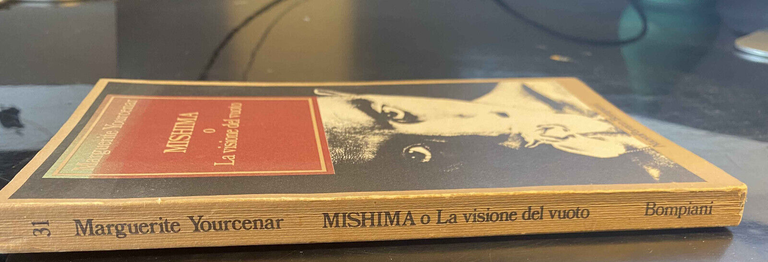 Marguerite Yourcenar
MISHIMA
o
La visione del vuoto
31 Marguerite Yourcenar MISHIMA o La visione del vuoto Bompiani